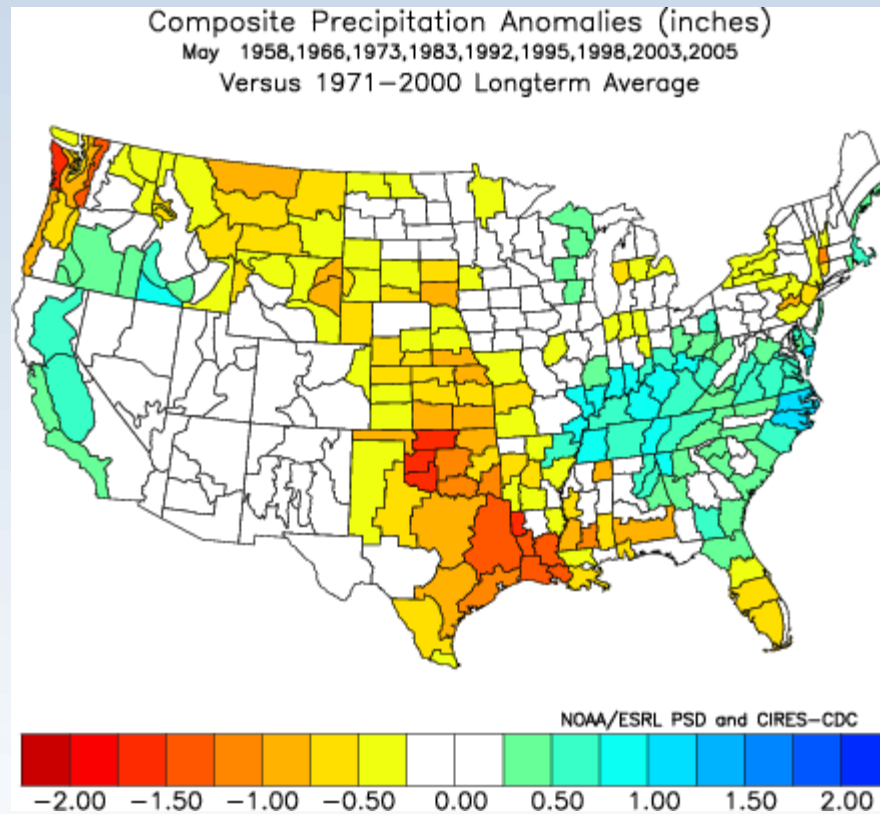 Composite Precipitation Anomalies (inches)
May 1958,1966,1973,1983,1992,1995,1998,2003,2005
Versus 1971-2000 Longterm Average
NOAA/ESRL PSD and CIRES-CDC
-2.00 -1.50 -1.00 -0.50 0.00 0.50 1.00 1.50 2.00